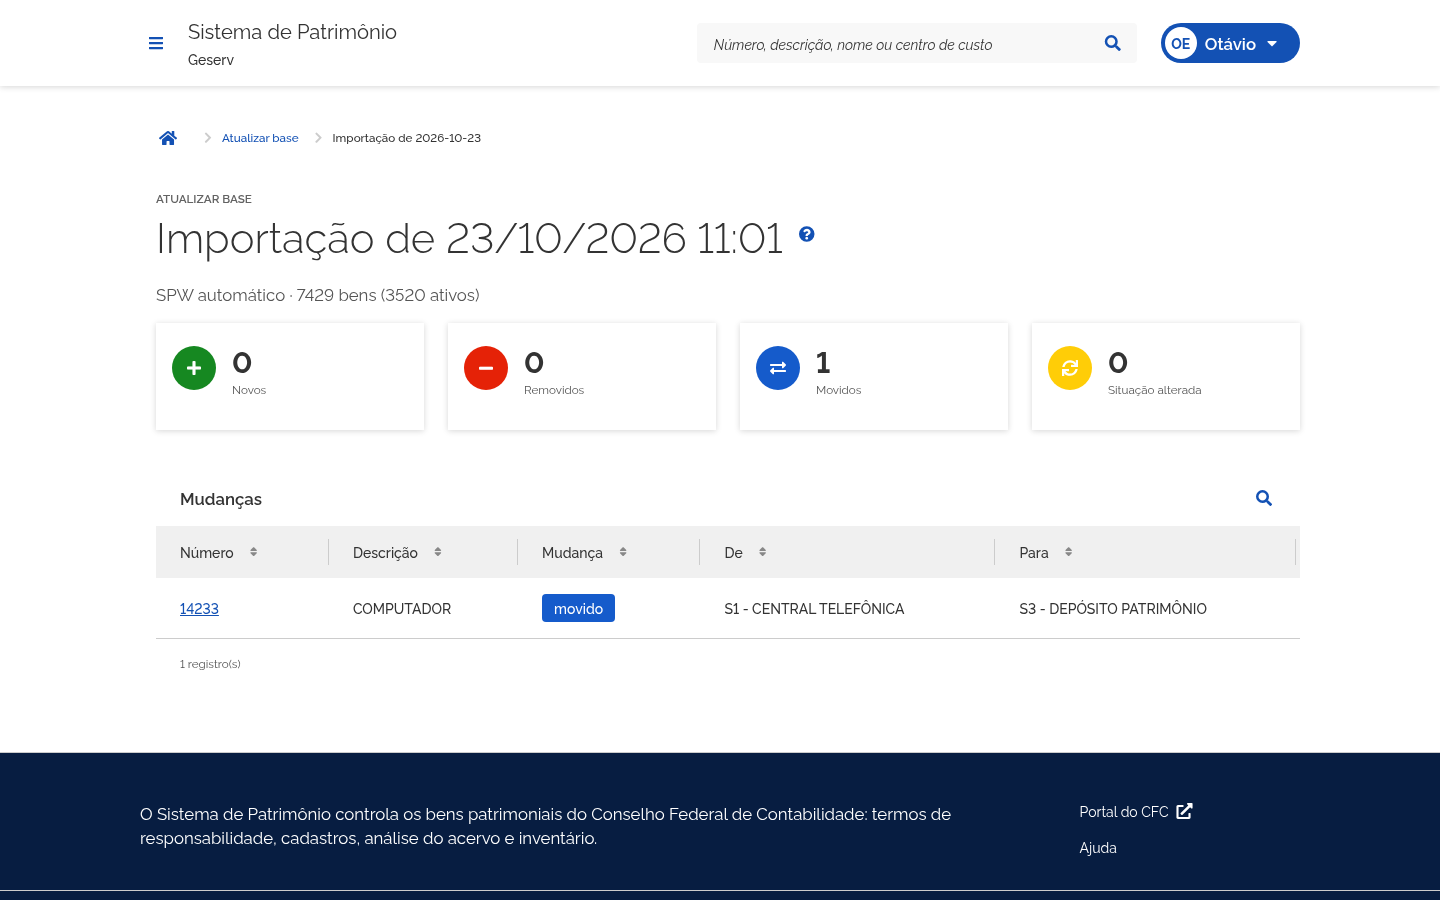 Sistema de Patrimônio
Geserv
Número, descrição, nome ou centro de custo
OE Otávio
Atualizar base
Importação de 2026-10-23
ATUALIZAR BASE
Importação de 23/10/2026 11:01
SPW automático · 7429 bens (3520 ativos)
0
Novos
0
Removidos
1
Movidos
0
Situação alterada
Mudanças
Número Descrição Mudança De Para
14233 COMPUTADOR movido S1 - CENTRAL TELEFÔNICA S3 - DEPÓSITO PATRIMÔNIO
1 registro(s)
O Sistema de Patrimônio controla os bens patrimoniais do Conselho Federal de Contabilidade: termos de
responsabilidade, cadastros, análise do acervo e inventário.
Portal do CFC
Ajuda